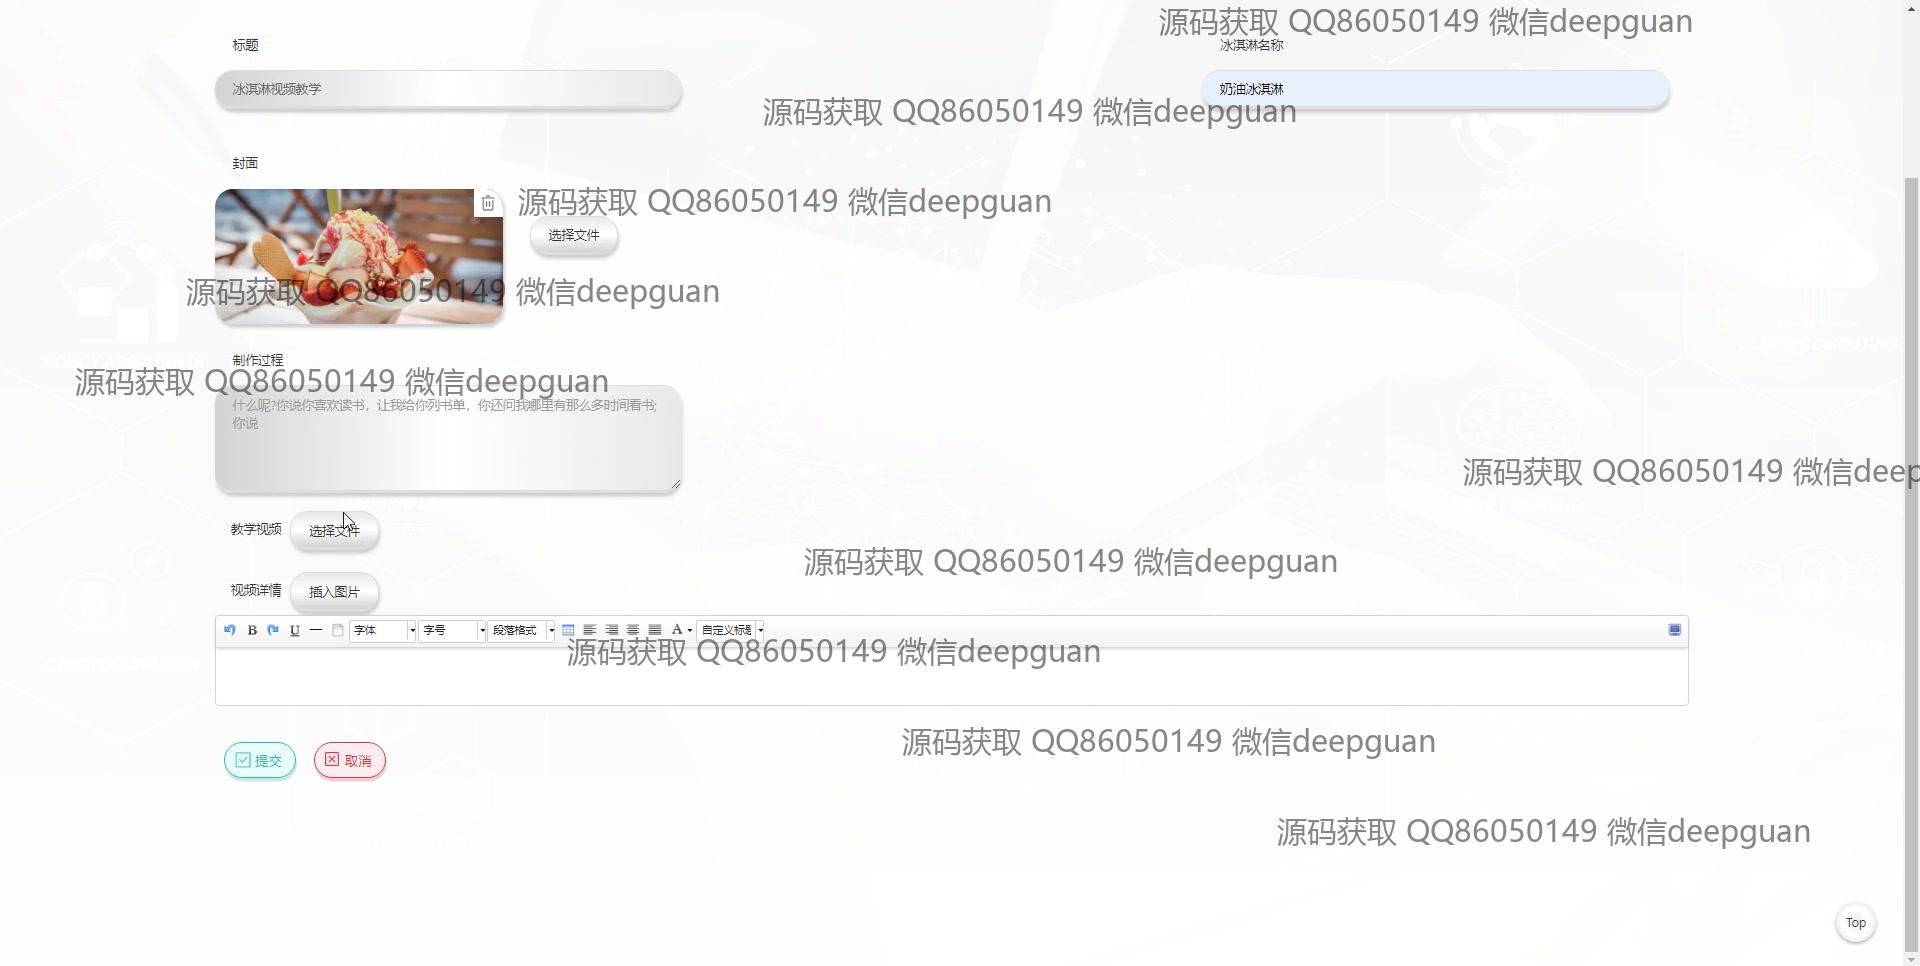 源码获取 QQ86050149 微信deepguan
标题
冰淇淋名称
冰淇淋视频教学
奶油冰淇淋
源码获取 QQ86050149 微信deepguan
封面
源码获取 QQ86050149 微信deepguan
选择文件
源码获取 QQ86050149 微信deepguan
BIG DATA
ROBOT ASSISTANTS
CLOUD COMPUTING
制作过程
源码获取 QQ86050149 微信deepguan
什么呢?你说你喜欢读书，让我给你列书单，你还问我哪里有那么多时间看书;
你说
源码获取 QQ86050149 微信deep
教学视频
选择文件
源码获取 QQ86050149 微信deepguan
视频详情
插入图片
B
U
字体
字号
段落格式
A
自定义标题
源码获取 QQ86050149 微信deepguan
CRYPTOCURRENCY
源码获取 QQ86050149 微信deepguan
提交
取消
源码获取 QQ86050149 微信deepguan
Top